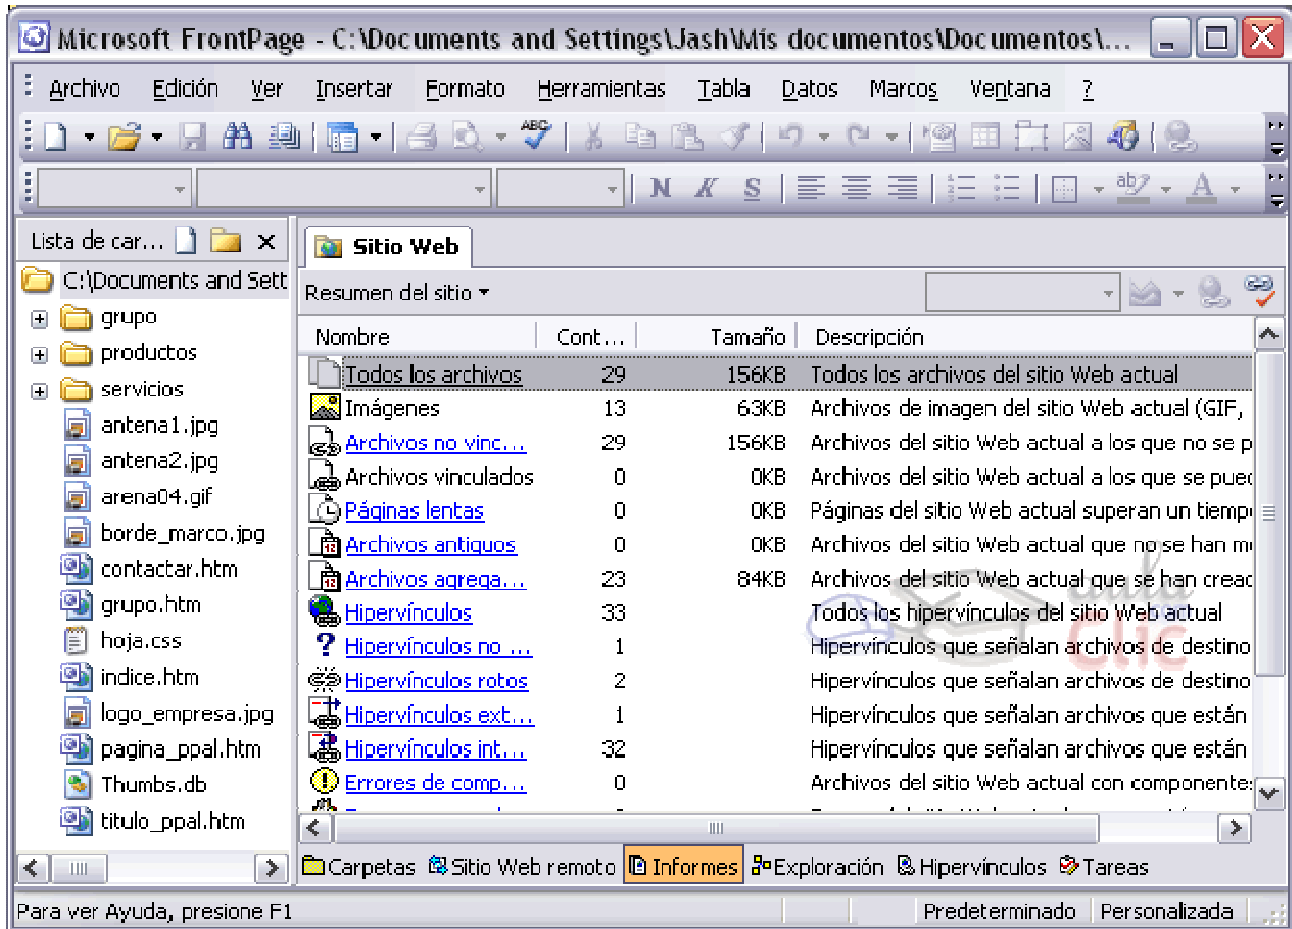 Microsoft FrontPage - C:\Documents and Settings\Jash\Mis documentos\Documentos\...
Archivo Edición Ver Insertar Formato Herramientas Tabla Datos Marcos Ventana ?
Lista de car...
Sitio Web
C:\Documents and Sett
grupo
productos
servicios
antena1.jpg
antena2.jpg
arena04.gif
borde_marco.jpg
contactar.htm
grupo.htm
hoja.css
indice.htm
logo_empresa.jpg
pagina_ppal.htm
Thumbs.db
titulo_ppal.htm
Resumen del sitio
Nombre Cont... Tamaño Descripción
Todos los archivos 29 156KB Todos los archivos del sitio Web actual
Imágenes 13 63KB Archivos de imagen del sitio Web actual (GIF,
Archivos no vinc... 29 156KB Archivos del sitio Web actual a los que no se p
Archivos vinculados 0 0KB Archivos del sitio Web actual a los que se pued
Páginas lentas 0 0KB Páginas del sitio Web actual superan un tiemp
Archivos antiguos 0 0KB Archivos del sitio Web actual que no se han m
Archivos agrega... 23 84KB Archivos del sitio Web actual que se han cread
Hipervínculos 33 Todos los hipervínculos del sitio Web actual
Hipervínculos no ... 1 Hipervínculos que señalan archivos de destino
Hipervínculos rotos 2 Hipervínculos que señalan archivos de destino
Hipervínculos ext... 1 Hipervínculos que señalan archivos que están
Hipervínculos int... 32 Hipervínculos que señalan archivos que están
Errores de comp... 0 Archivos del sitio Web actual con componente
aula
Clic
Carpetas Sitio Web remoto Informes Exploración Hipervínculos Tareas
Para ver Ayuda, presione F1 Predeterminado Personalizada